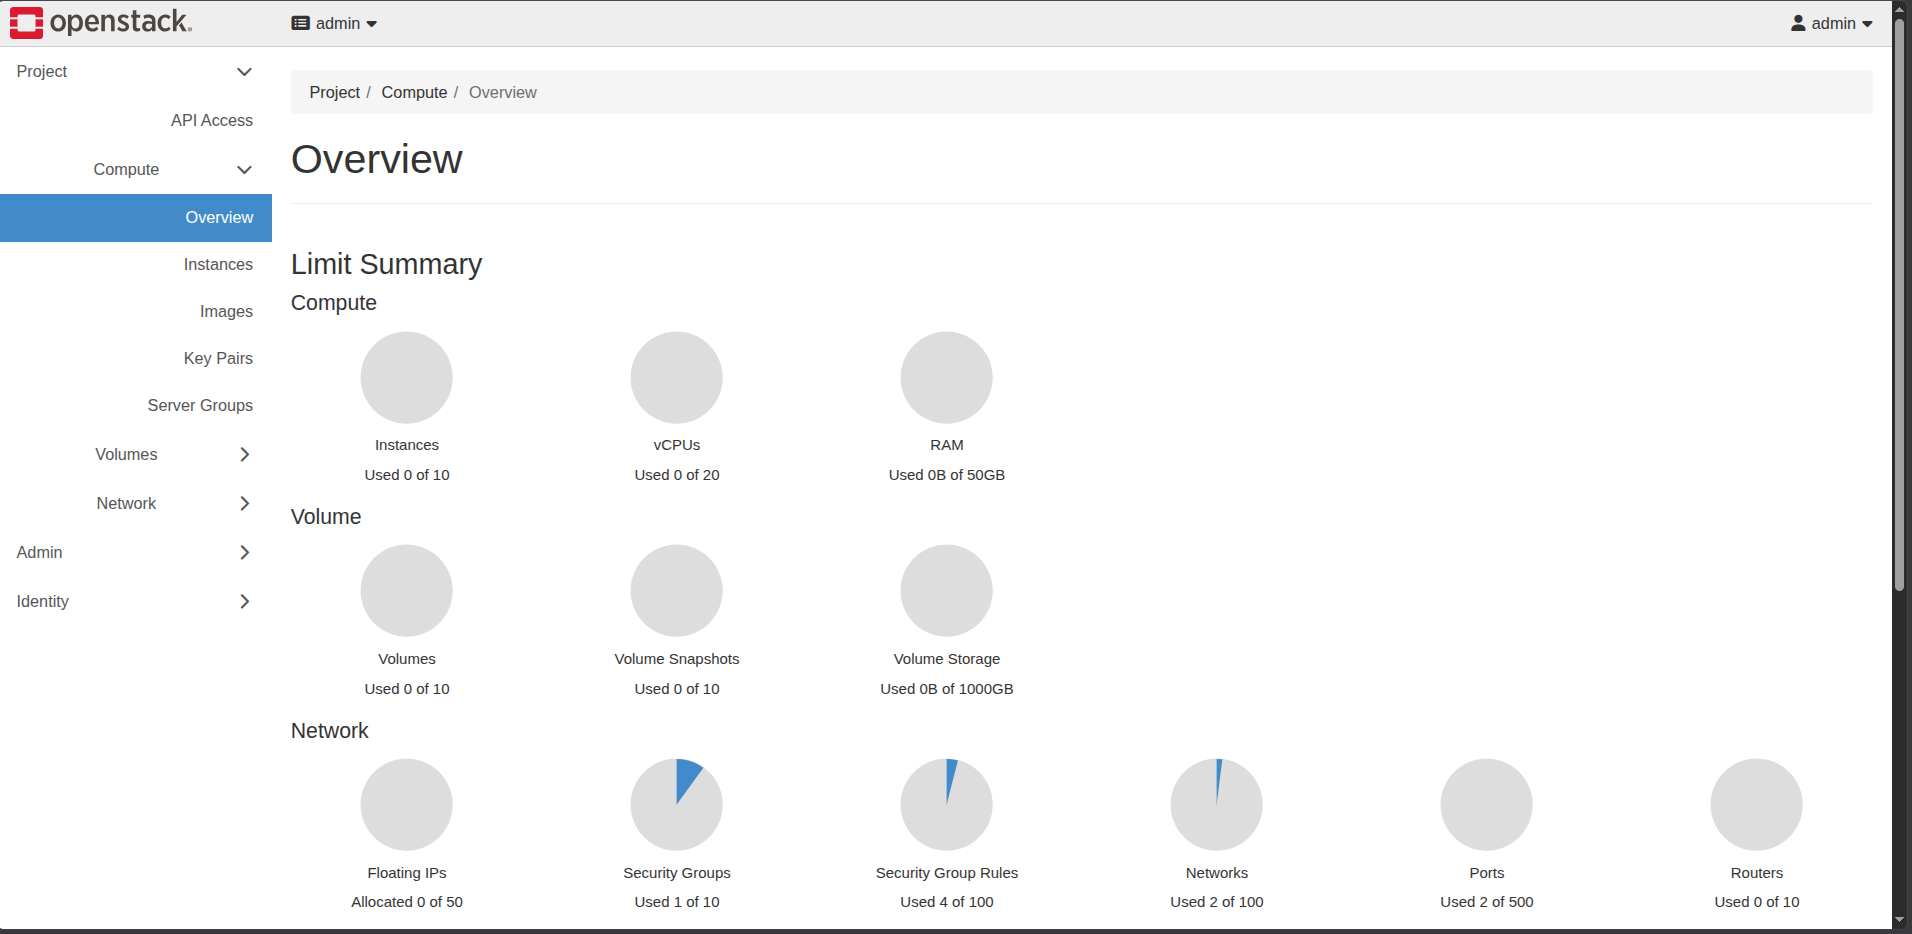 openstack.
admin
admin
Project
API Access
Compute
Overview
Instances
Images
Key Pairs
Server Groups
Volumes
Network
Admin
Identity
Project / Compute / Overview
Overview
Limit Summary
Compute
Instances
Used 0 of 10
vCPUs
Used 0 of 20
RAM
Used 0B of 50GB
Volume
Volumes
Used 0 of 10
Volume Snapshots
Used 0 of 10
Volume Storage
Used 0B of 1000GB
Network
Floating IPs
Allocated 0 of 50
Security Groups
Used 1 of 10
Security Group Rules
Used 4 of 100
Networks
Used 2 of 100
Ports
Used 2 of 500
Routers
Used 0 of 10